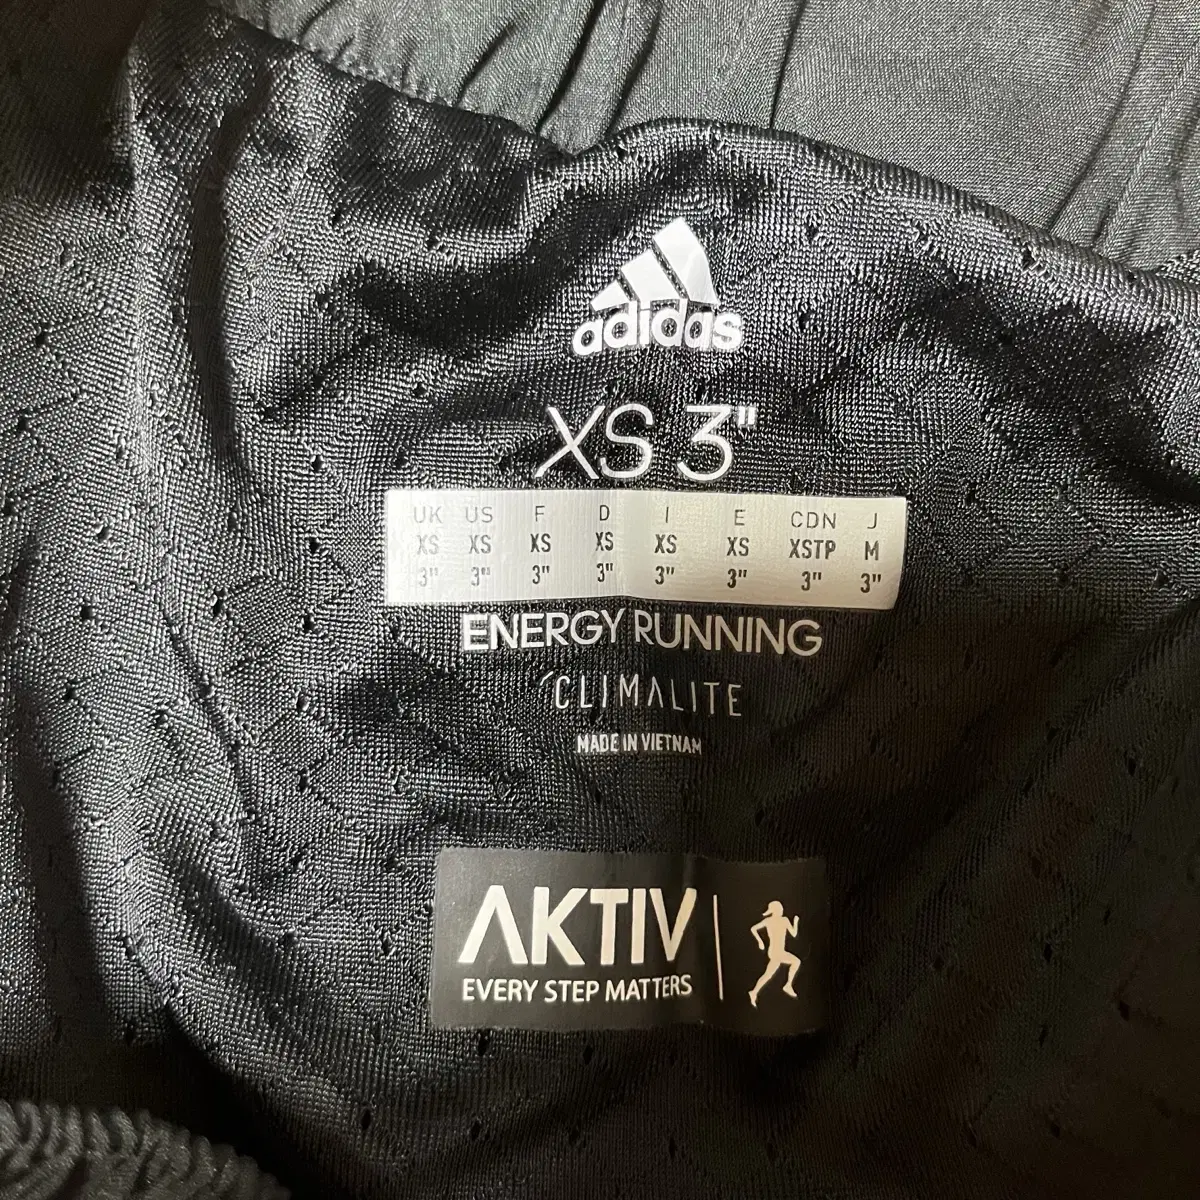 adidas
XS 3"
UK US F D I E CDN J
XS XS XS XS XS XS XSTP M
3" 3" 3" 3" 3" 3" 3" 3"
ENERGY RUNNING
CLIMALITE
MADE IN VIETNAM
AKTIV
EVERY STEP MATTERS